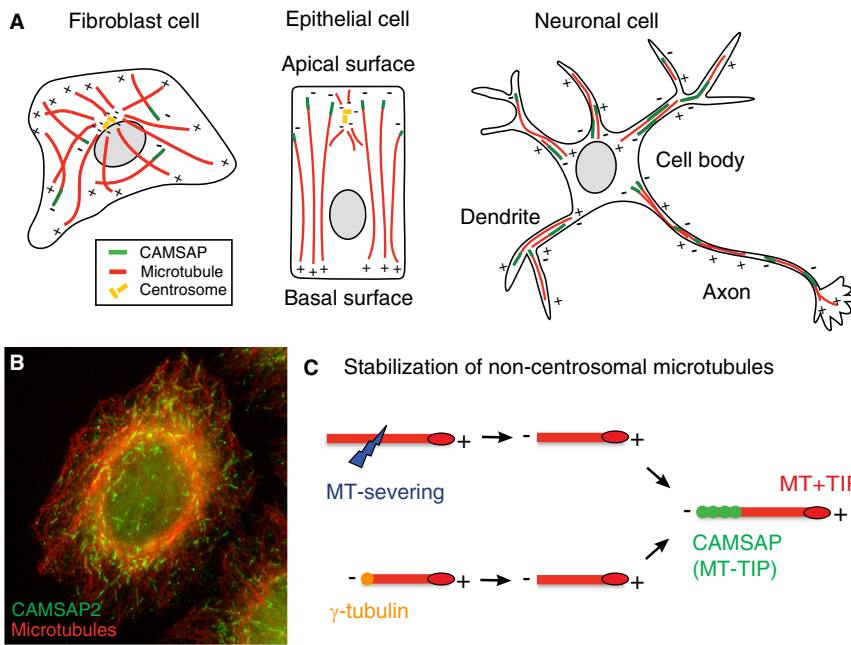 A
Fibroblast cell
Epithelial cell
Neuronal cell
Apical surface
Cell body
Dendrite
CAMSAP
Microtubule
Centrosome
Basal surface
Axon
B
CAMSAP2
Microtubules
C
Stabilization of non-centrosomal microtubules
MT-severing
γ-tubulin
MT+TIP
CAMSAP
(MT-TIP)